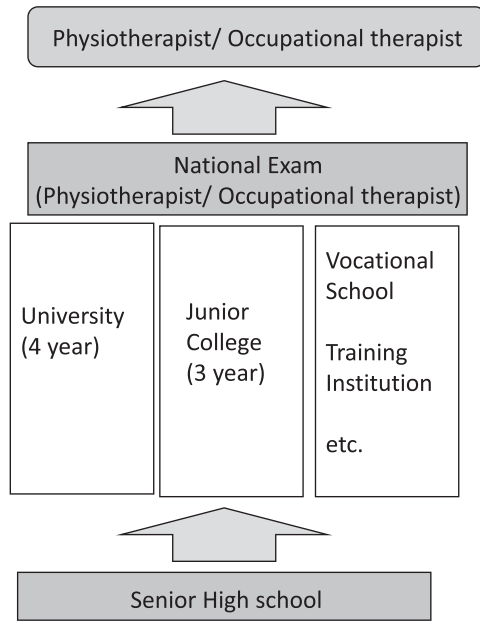 Physiotherapist/ Occupational therapist
National Exam
(Physiotherapist/ Occupational therapist)
University
(4 year)
Junior
College
(3 year)
Vocational
School
Training
Institution
etc.
Senior High school